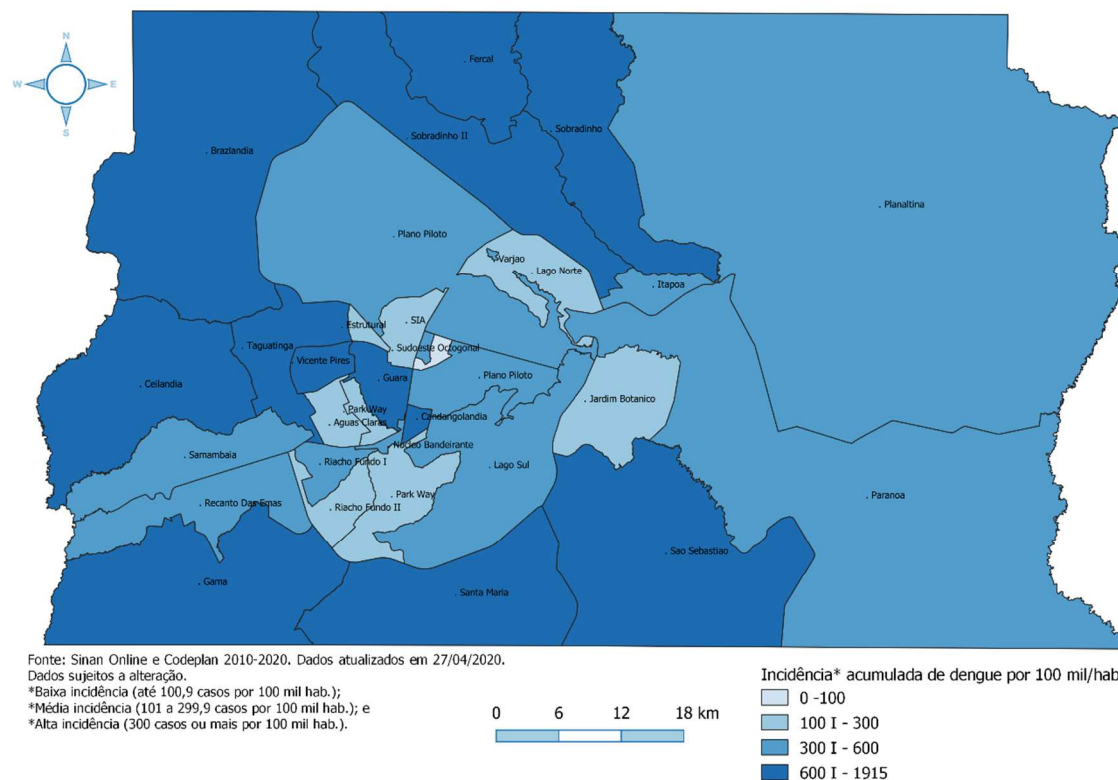 N
W E
S
. Fercal
. Sobradinho II
. Sobradinho
. Brazlandia
. Planaltina
. Plano Piloto
. Varjao
. Lago Norte
. Itapoa
. Estrutural
. SIA
. Taguatinga
. Sudoeste Octogonal
. Vicente Pires
. Guara
. Plano Piloto
. Ceilandia
. Jardim Botanico
. Park Way
. Candangolandia
. Aguas Claras
. Nucleo Bandeirante
. Samambaia
. Riacho Fundo I
. Lago Sul
. Recanto Das Emas
. Park Way
. Paranoa
. Riacho Fundo II
. Sao Sebastiao
. Gama
. Santa Maria
Fonte: Sinan Online e Codeplan 2010-2020. Dados atualizados em 27/04/2020.
Dados sujeitos a alteração.
*Baixa incidência (até 100,9 casos por 100 mil hab.);
*Média incidência (101 a 299,9 casos por 100 mil hab.); e
*Alta incidência (300 casos ou mais por 100 mil hab.).
0 6 12 18 km
Incidência* acumulada de dengue por 100 mil/hab
0 -100
100 I - 300
300 I - 600
600 I - 1915